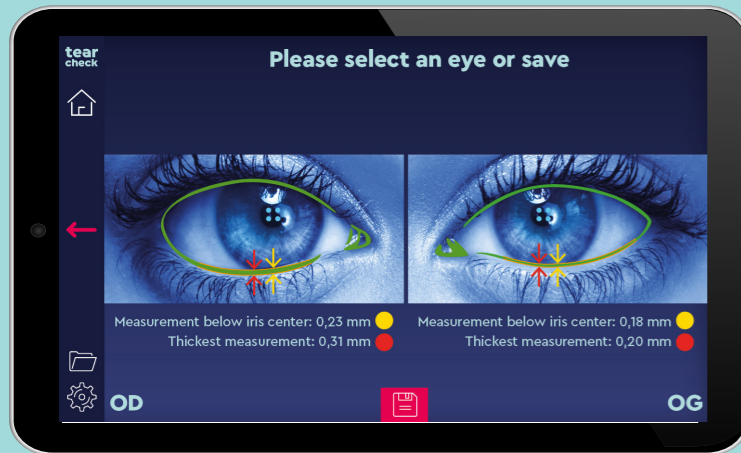 tear
check
Please select an eye or save
Measurement below iris center: 0,23 mm
Thickest measurement: 0,31 mm
Measurement below iris center: 0,18 mm
Thickest measurement: 0,20 mm
OD
OG